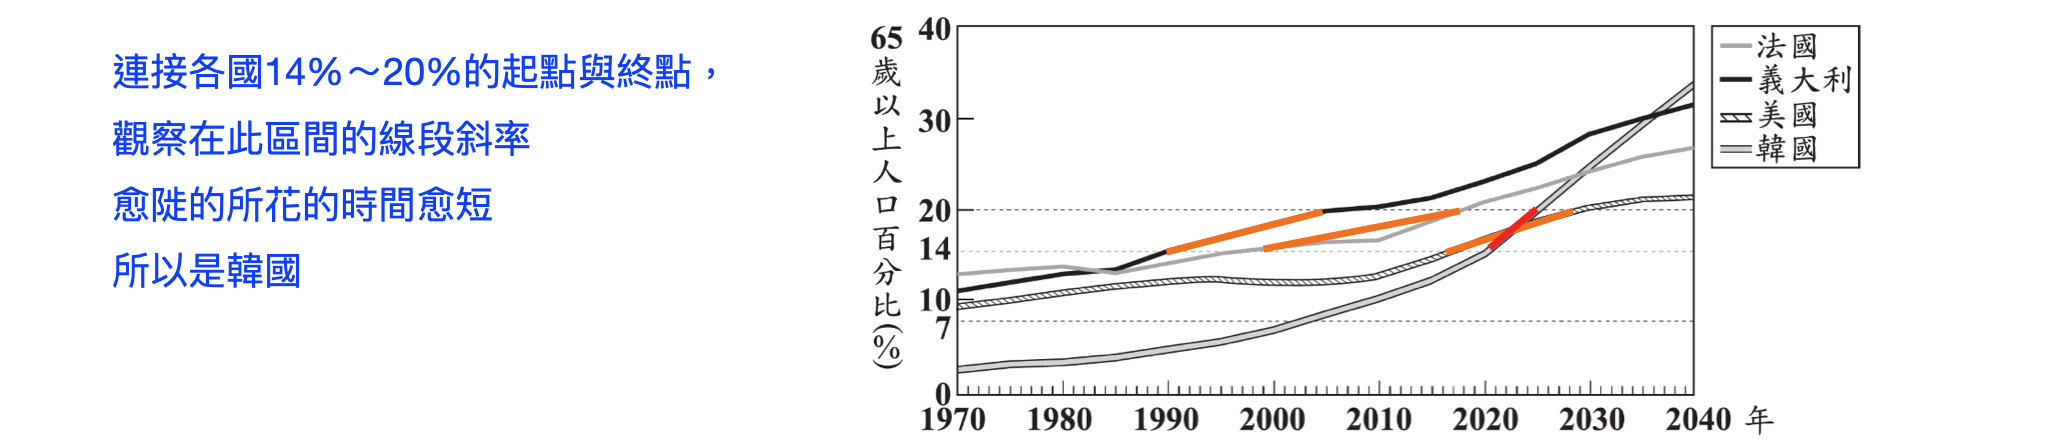 連接各國14%～20%的起點與終點，
觀察在此區間的線段斜率
愈陡的所花的時間愈短
所以是韓國
65歲以上人口百分比(%)
40
30
20
14
10
7
0
1970 1980 1990 2000 2010 2020 2030 2040 年
法國
義大利
美國
韓國